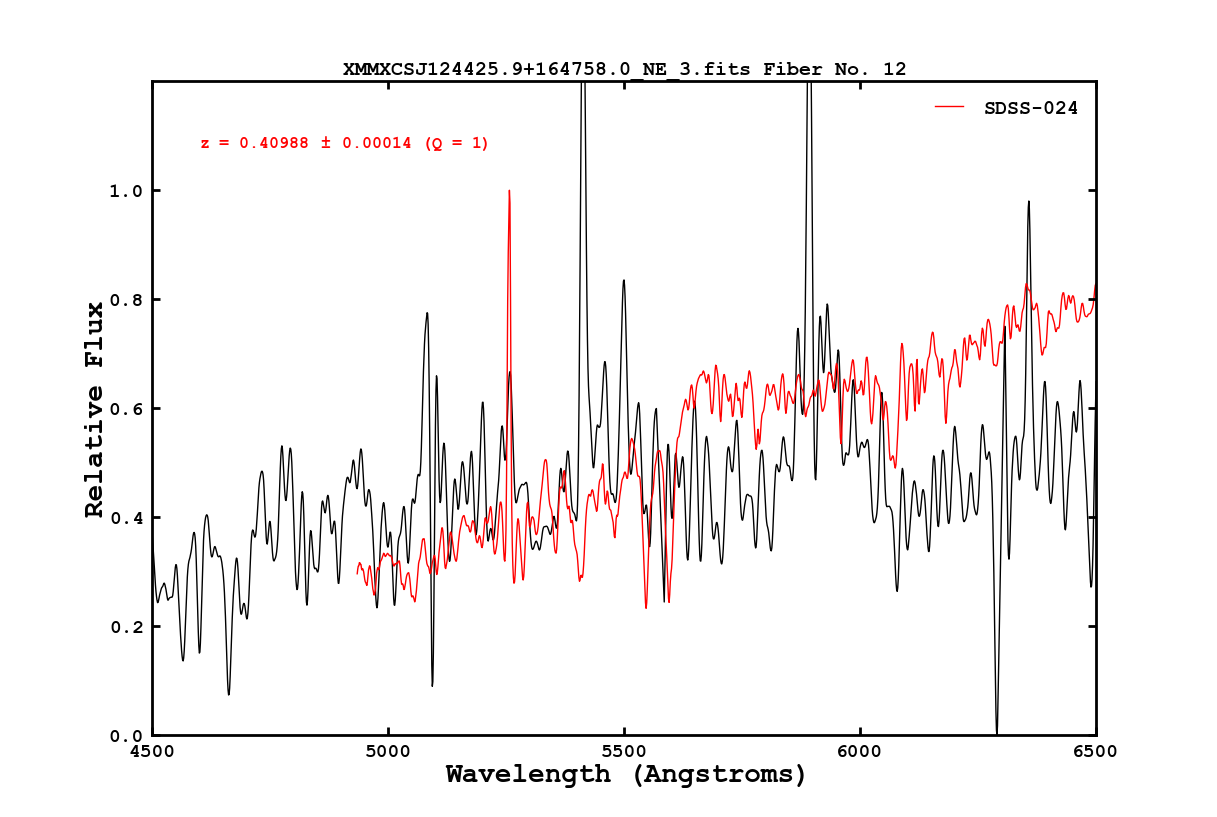 XMMXCSJ124425.9+164758.0_NE_3.fits Fiber No. 12
SDSS-024
z = 0.40988 ± 0.00014 (Q = 1)
Relative Flux
1.0
0.8
0.6
0.4
0.2
0.0
4500 5000 5500 6000 6500
Wavelength (Angstroms)